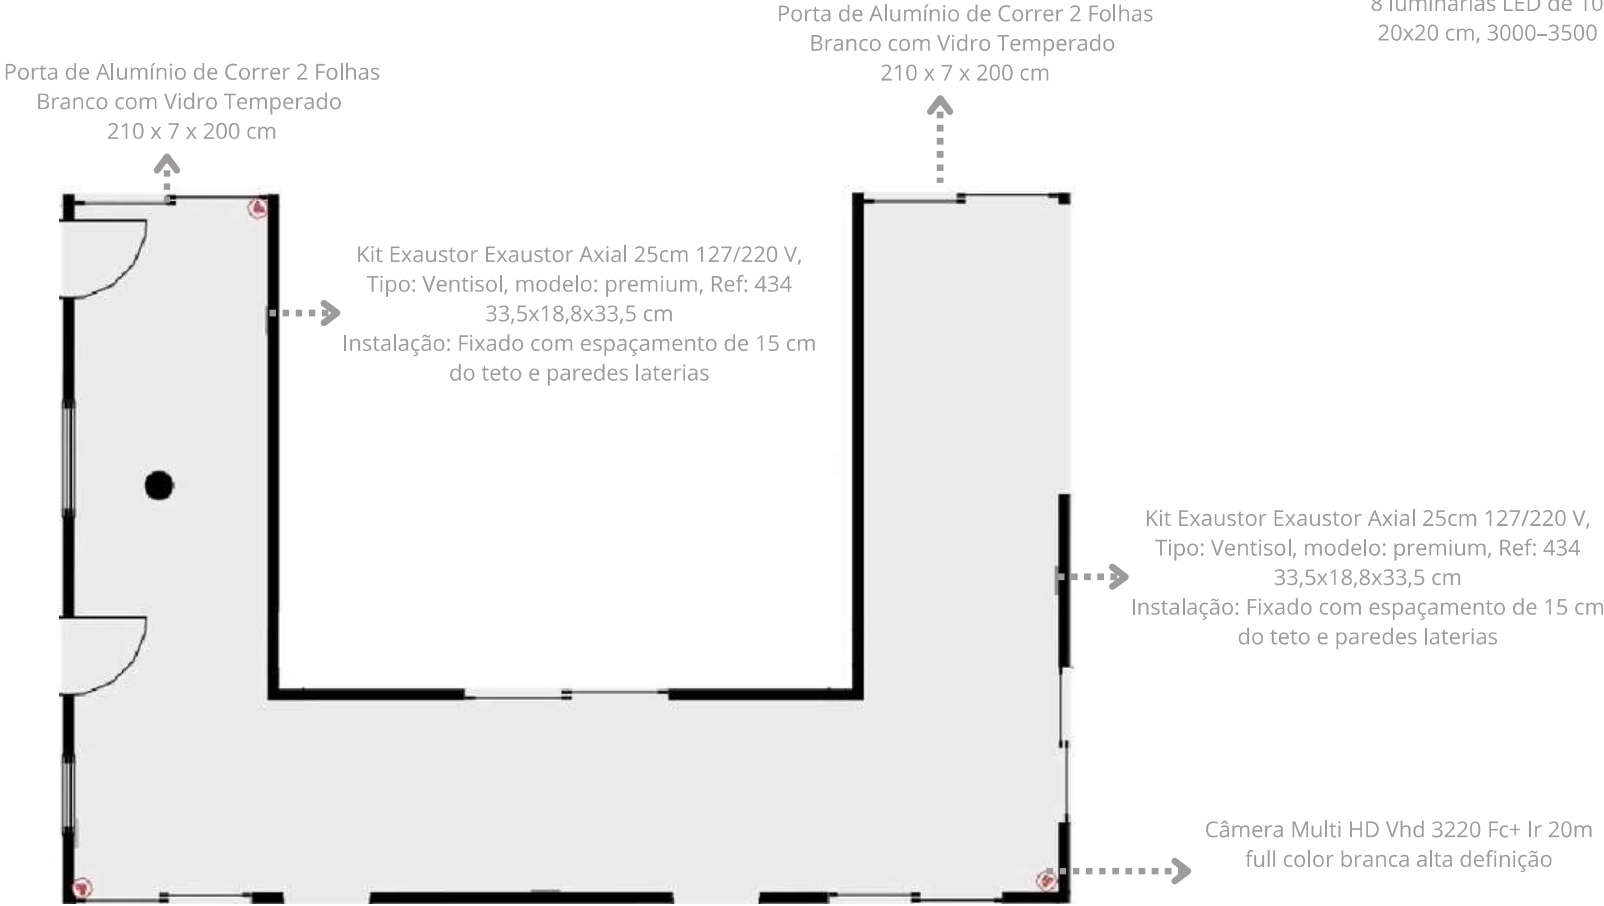 Porta de Alumínio de Correr 2 Folhas
Branco com Vidro Temperado
210 x 7 x 200 cm
8 luminárias LED de 10
20x20 cm, 3000–3500
Porta de Alumínio de Correr 2 Folhas
Branco com Vidro Temperado
210 x 7 x 200 cm
Kit Exaustor Exaustor Axial 25cm 127/220 V,
Tipo: Ventisol, modelo: premium, Ref: 434
33,5x18,8x33,5 cm
Instalação: Fixado com espaçamento de 15 cm
do teto e paredes laterias
Kit Exaustor Exaustor Axial 25cm 127/220 V,
Tipo: Ventisol, modelo: premium, Ref: 434
33,5x18,8x33,5 cm
Instalação: Fixado com espaçamento de 15 cm
do teto e paredes laterias
Câmera Multi HD Vhd 3220 Fc+ Ir 20m
full color branca alta definição